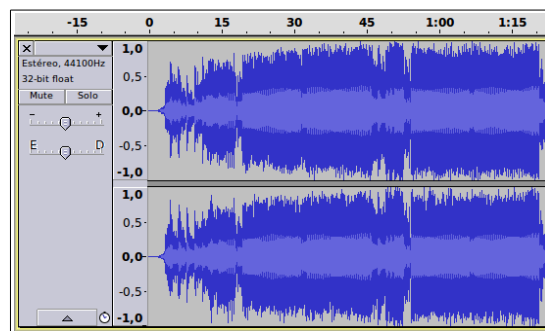 -15 0 15 30 45 1:00 1:15
X
Estéreo, 44100Hz
32-bit float
Mute Solo
- +
E D
1,0
0,5-
0,0-
-0,5-
-1,0
1,0
0,5-
0,0-
-0,5-
-1,0